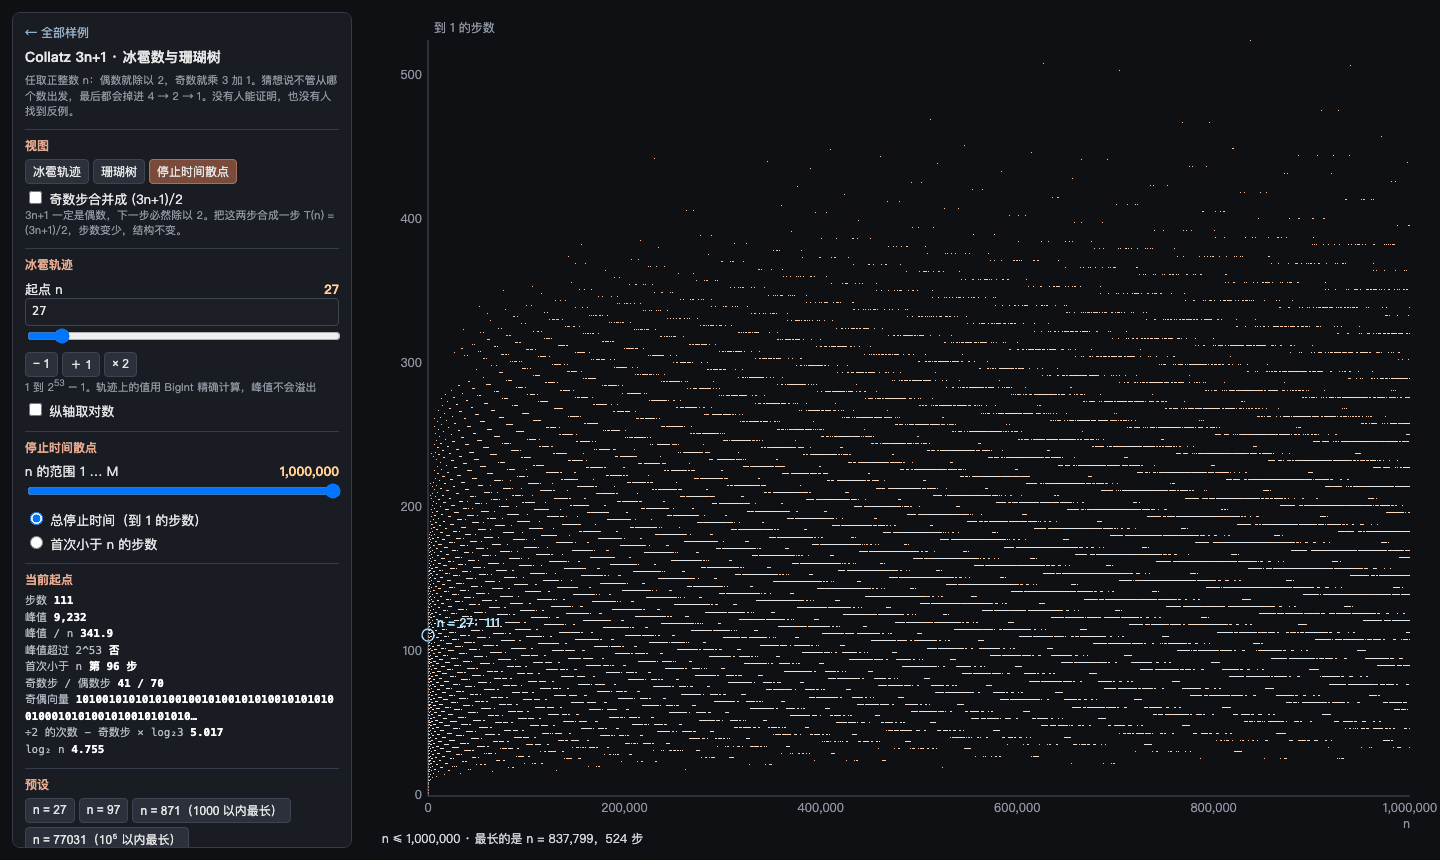 ← 全部样例
Collatz 3n+1 · 冰雹数与珊瑚树
任取正整数 n：偶数就除以 2，奇数就乘 3 加 1。猜想说不管从哪
个数出发，最后都会掉进 4 → 2 → 1。没有人能证明，也没有人
找到反例。
视图
冰雹轨迹 珊瑚树 停止时间散点
奇数步合并成 (3n+1)/2
3n+1 一定是偶数，下一步必然除以 2。把这两步合成一步 T(n) =
(3n+1)/2，步数变少，结构不变。
冰雹轨迹
起点 n 27
27
− 1 + 1 × 2
1 到 2⁵³ − 1。轨迹上的值用 BigInt 精确计算，峰值不会溢出
纵轴取对数
停止时间散点
n 的范围 1 … M 1,000,000
总停止时间（到 1 的步数）
首次小于 n 的步数
当前起点
步数 111
峰值 9,232
峰值 / n 341.9
峰值超过 2^53 否
首次小于 n 第 96 步
奇数步 / 偶数步 41 / 70
÷2 的次数 − 奇数步 × log₂3 5.017
log₂ n 4.755
预设
n = 27 n = 97 n = 871（1000 以内最长）
n = 77031（10⁵ 以内最长）
到 1 的步数
500
400
300
200
100
0
n = 27：111
0 200,000 400,000 600,000 800,000 1,000,000
n
n ≤ 1,000,000 · 最长的是 n = 837,799，524 步